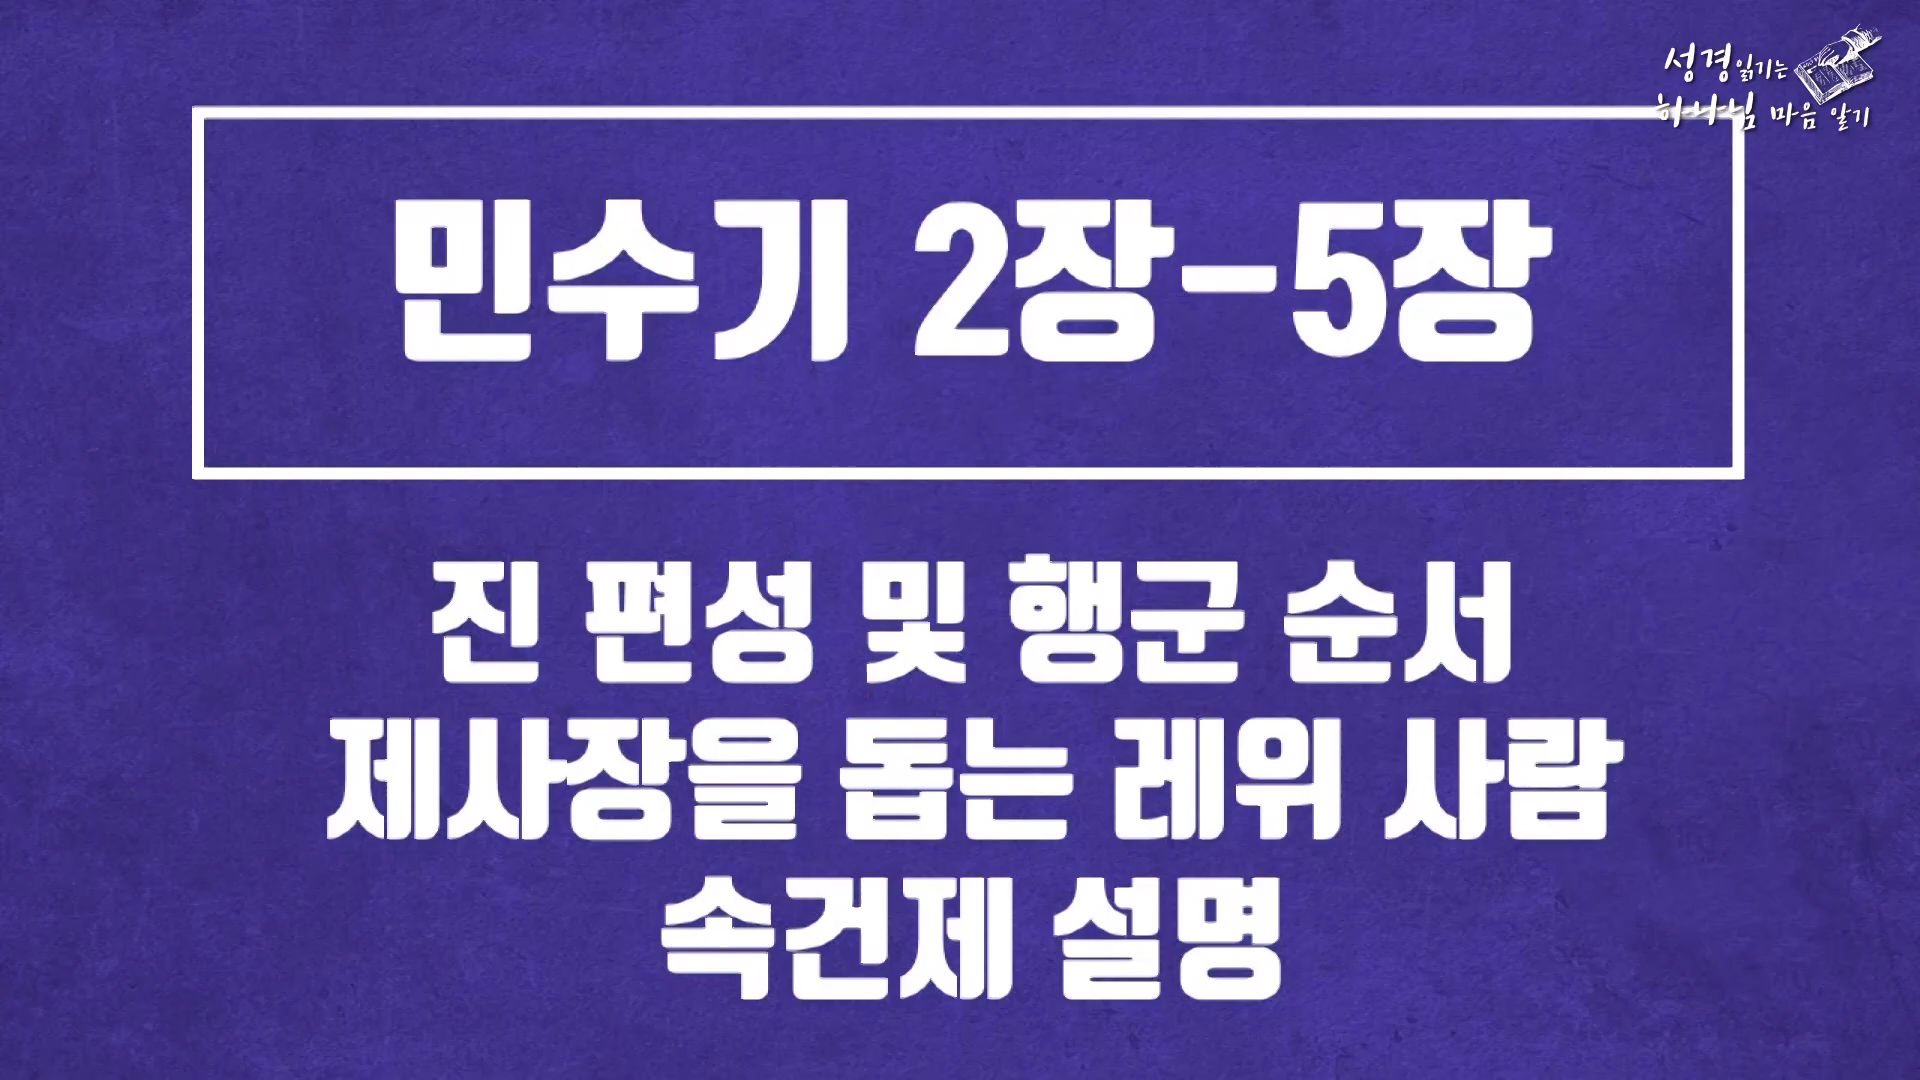 성경읽기는
하나님 마음 알기
민수기 2장-5장
진 편성 및 행군 순서
제사장을 돕는 레위 사람
속건제 설명